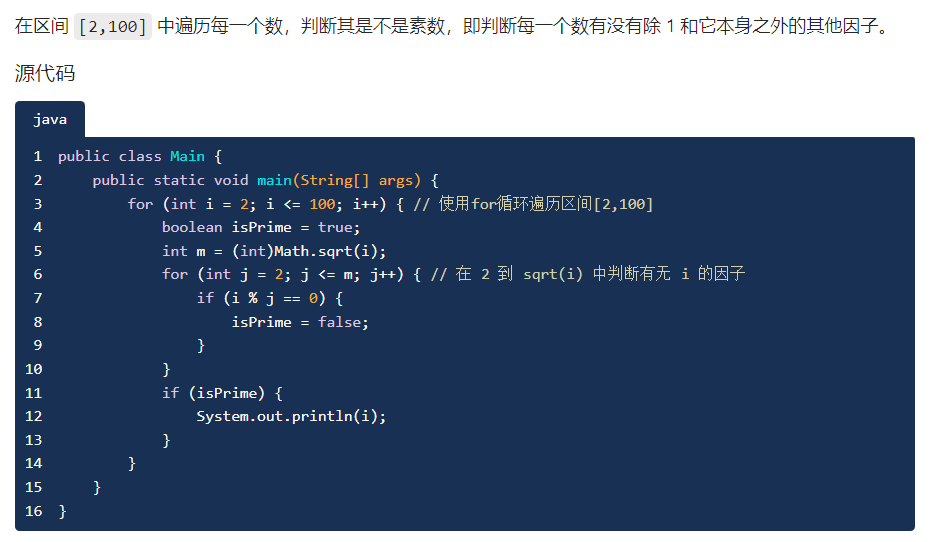 在区间 [2,100] 中遍历每一个数，判断其是不是素数，即判断每一个数有没有除 1 和它本身之外的其他因子。
源代码
java
1 public class Main {
2     public static void main(String[] args) {
3         for (int i = 2; i <= 100; i++) { // 使用for循环遍历区间[2,100]
4             boolean isPrime = true;
5             int m = (int)Math.sqrt(i);
6             for (int j = 2; j <= m; j++) { // 在 2 到 sqrt(i) 中判断有无 i 的因子
7                 if (i % j == 0) {
8                     isPrime = false;
9                 }
10             }
11             if (isPrime) {
12                 System.out.println(i);
13             }
14         }
15     }
16 }